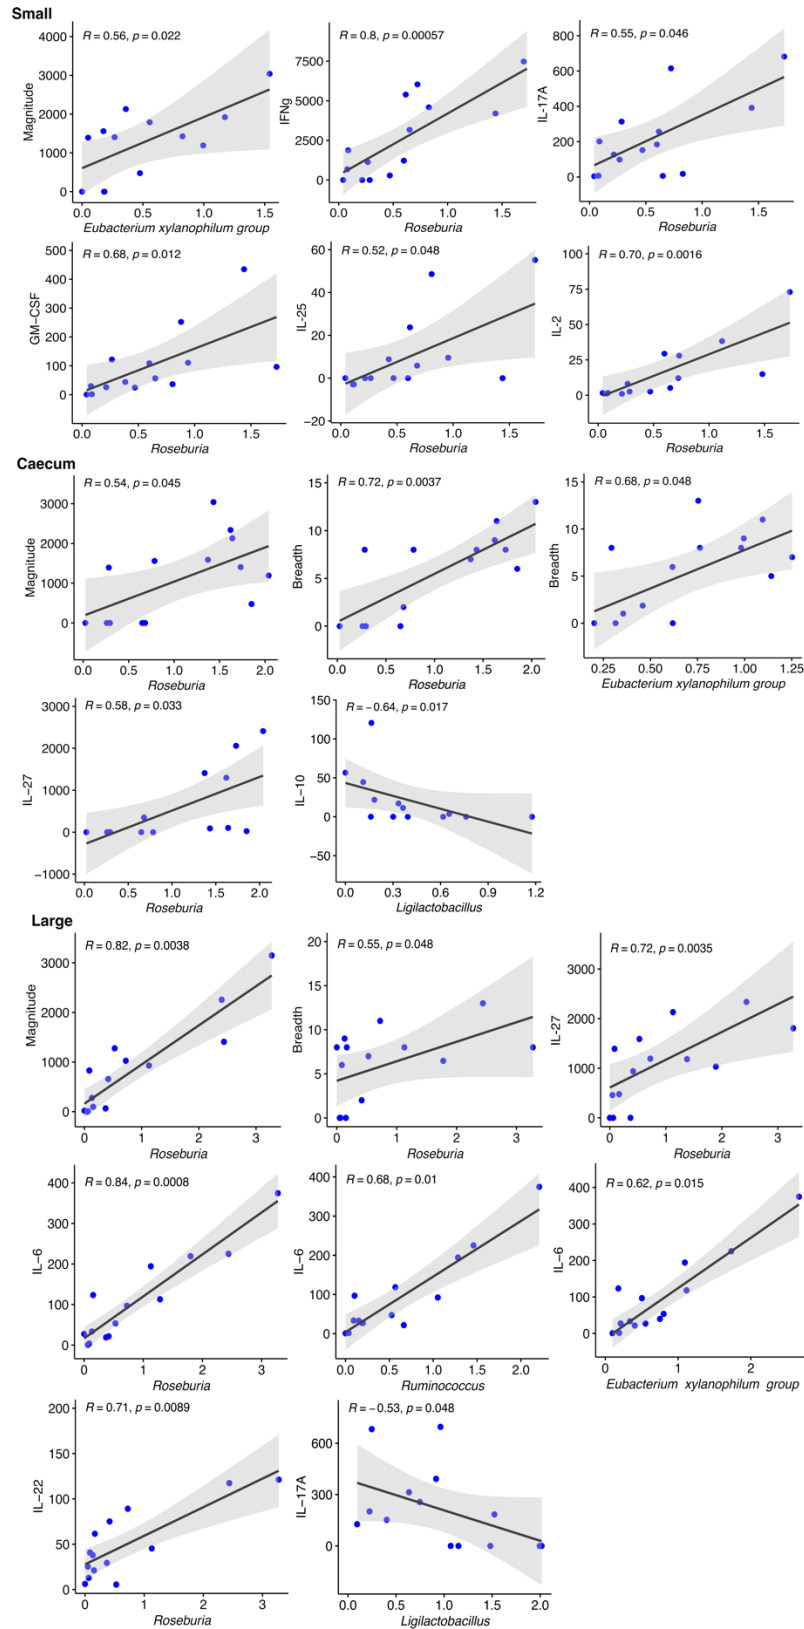 Small
R = 0.56, p = 0.022
Magnitude
4000
3000
2000
1000
0
0.0 0.5 1.0 1.5
Eubacterium xylanophilum group
R = 0.8, p = 0.00057
IFNg
7500
5000
2500
0
0.0 0.5 1.0 1.5
Roseburia
R = 0.55, p = 0.046
IL-17A
800
600
400
200
0
0.0 0.5 1.0 1.5
Roseburia
R = 0.68, p = 0.012
GM−CSF
500
400
300
200
100
0
0.0 0.5 1.0 1.5
Roseburia
R = 0.52, p = 0.048
IL-25
60
40
20
0
−20
0.0 0.5 1.0 1.5
Roseburia
R = 0.70, p = 0.0016
IL-2
100
75
50
25
0
0.0 0.5 1.0 1.5
Roseburia
Caecum
R = 0.54, p = 0.045
Magnitude
3000
2000
1000
0
0.0 0.5 1.0 1.5 2.0
Roseburia
R = 0.72, p = 0.0037
Breadth
15
10
5
0
0.0 0.5 1.0 1.5 2.0
Roseburia
R = 0.68, p = 0.048
Breadth
15
10
5
0
0.25 0.50 0.75 1.00 1.25
Eubacterium xylanophilum group
R = 0.58, p = 0.033
IL−27
3000
2000
1000
0
−1000
0.0 0.5 1.0 1.5 2.0
Roseburia
R = −0.64, p = 0.017
IL−10
150
100
50
0
−50
0.0 0.3 0.6 0.9 1.2
Ligilactobacillus
Large
R = 0.82, p = 0.0038
Magnitude
3000
2000
1000
0
0 1 2 3
Roseburia
R = 0.55, p = 0.048
Breadth
20
15
10
5
0
0 1 2 3
Roseburia
R = 0.72, p = 0.0035
IL-27
3000
2000
1000
0
0 1 2 3
Roseburia
R = 0.84, p = 0.0008
IL−6
400
300
200
100
0
0 1 2 3
Roseburia
R = 0.68, p = 0.01
IL−6
400
300
200
100
0
0.0 0.5 1.0 1.5 2.0
Ruminococcus
R = 0.62, p = 0.015
IL−6
400
300
200
100
0
0 1 2
Eubacterium xylanophilum group
R = 0.71, p = 0.0089
IL−22
200
150
100
50
0
0 1 2 3
Roseburia
R = −0.53, p = 0.048
IL−17A
600
300
0
0.0 0.5 1.0 1.5 2.0
Ligilactobacillus